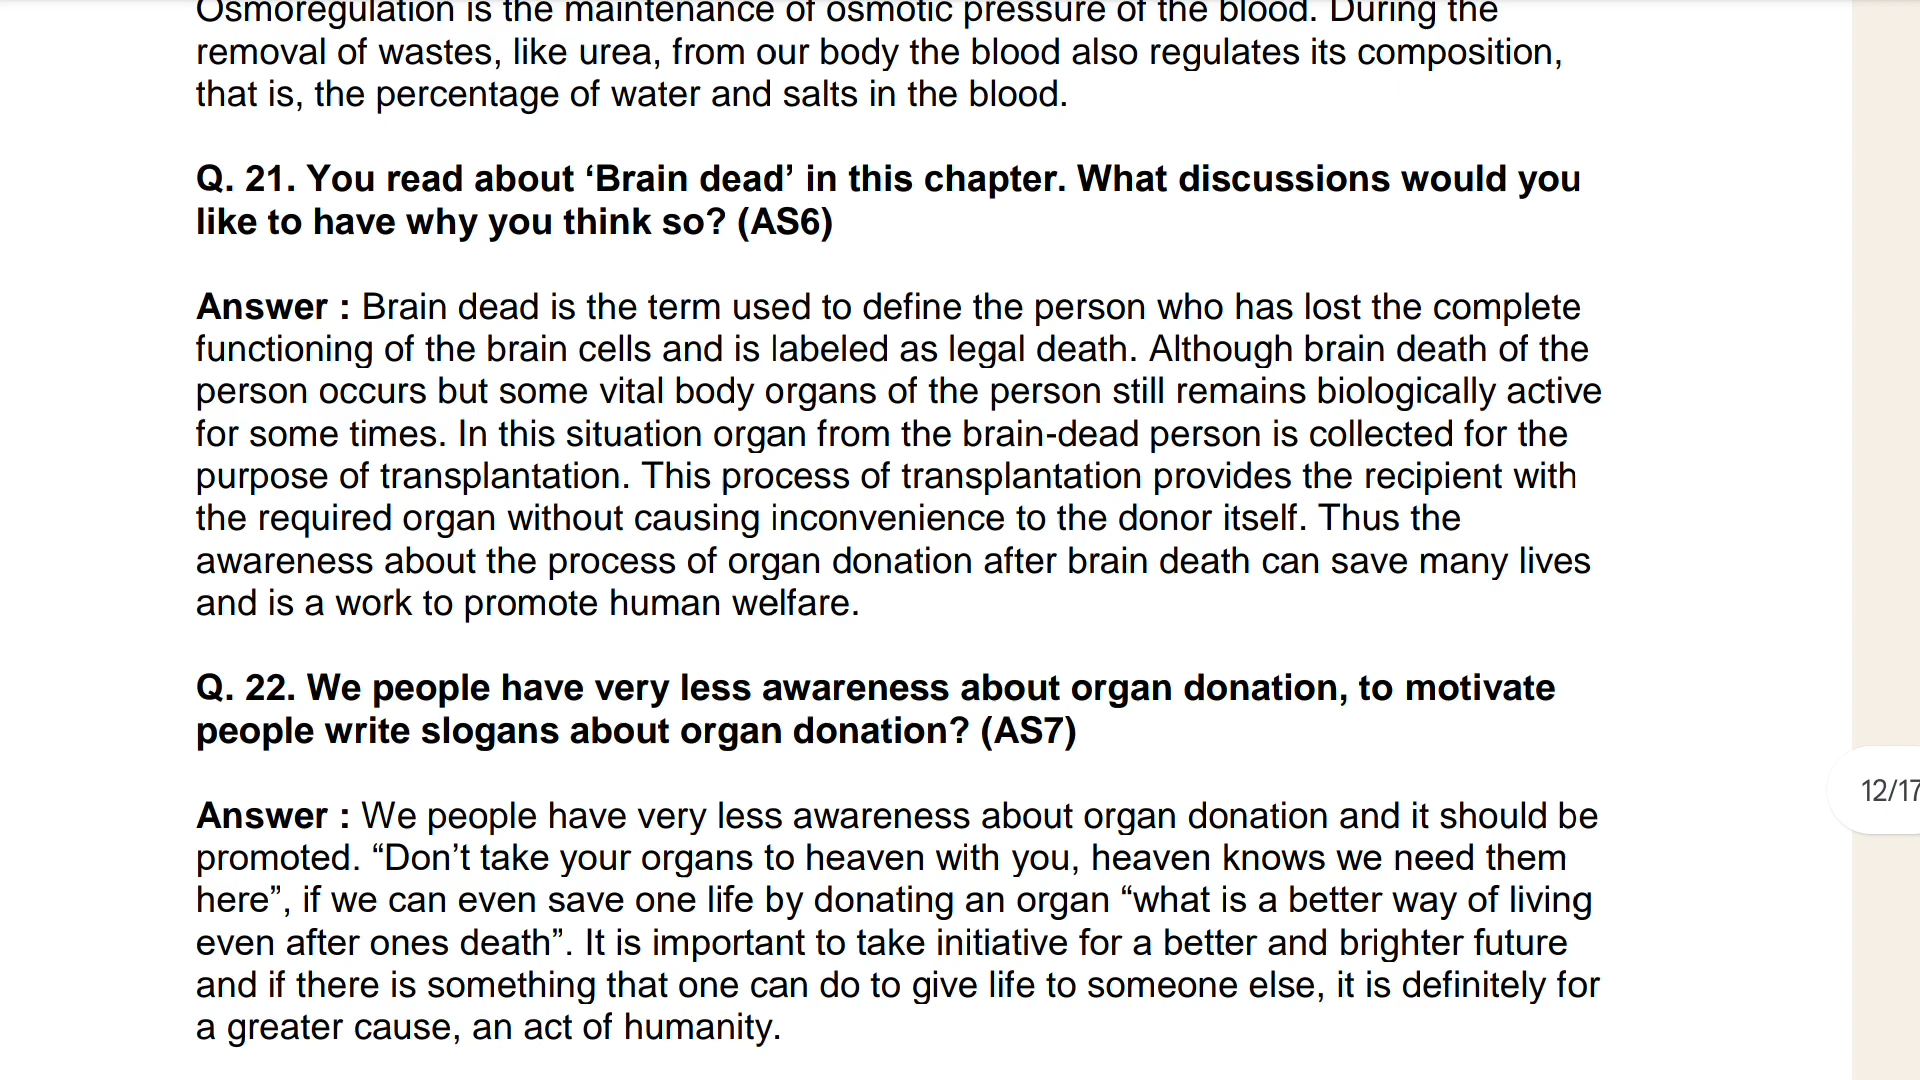 Osmoregulation is the maintenance of osmotic pressure of the blood. During the
removal of wastes, like urea, from our body the blood also regulates its composition,
that is, the percentage of water and salts in the blood.
Q. 21. You read about ‘Brain dead’ in this chapter. What discussions would you
like to have why you think so? (AS6)
Answer : Brain dead is the term used to define the person who has lost the complete
functioning of the brain cells and is labeled as legal death. Although brain death of the
person occurs but some vital body organs of the person still remains biologically active
for some times. In this situation organ from the brain-dead person is collected for the
purpose of transplantation. This process of transplantation provides the recipient with
the required organ without causing inconvenience to the donor itself. Thus the
awareness about the process of organ donation after brain death can save many lives
and is a work to promote human welfare.
Q. 22. We people have very less awareness about organ donation, to motivate
people write slogans about organ donation? (AS7)
Answer : We people have very less awareness about organ donation and it should be
promoted. “Don’t take your organs to heaven with you, heaven knows we need them
here”, if we can even save one life by donating an organ “what is a better way of living
even after ones death”. It is important to take initiative for a better and brighter future
and if there is something that one can do to give life to someone else, it is definitely for
a greater cause, an act of humanity.
12/17